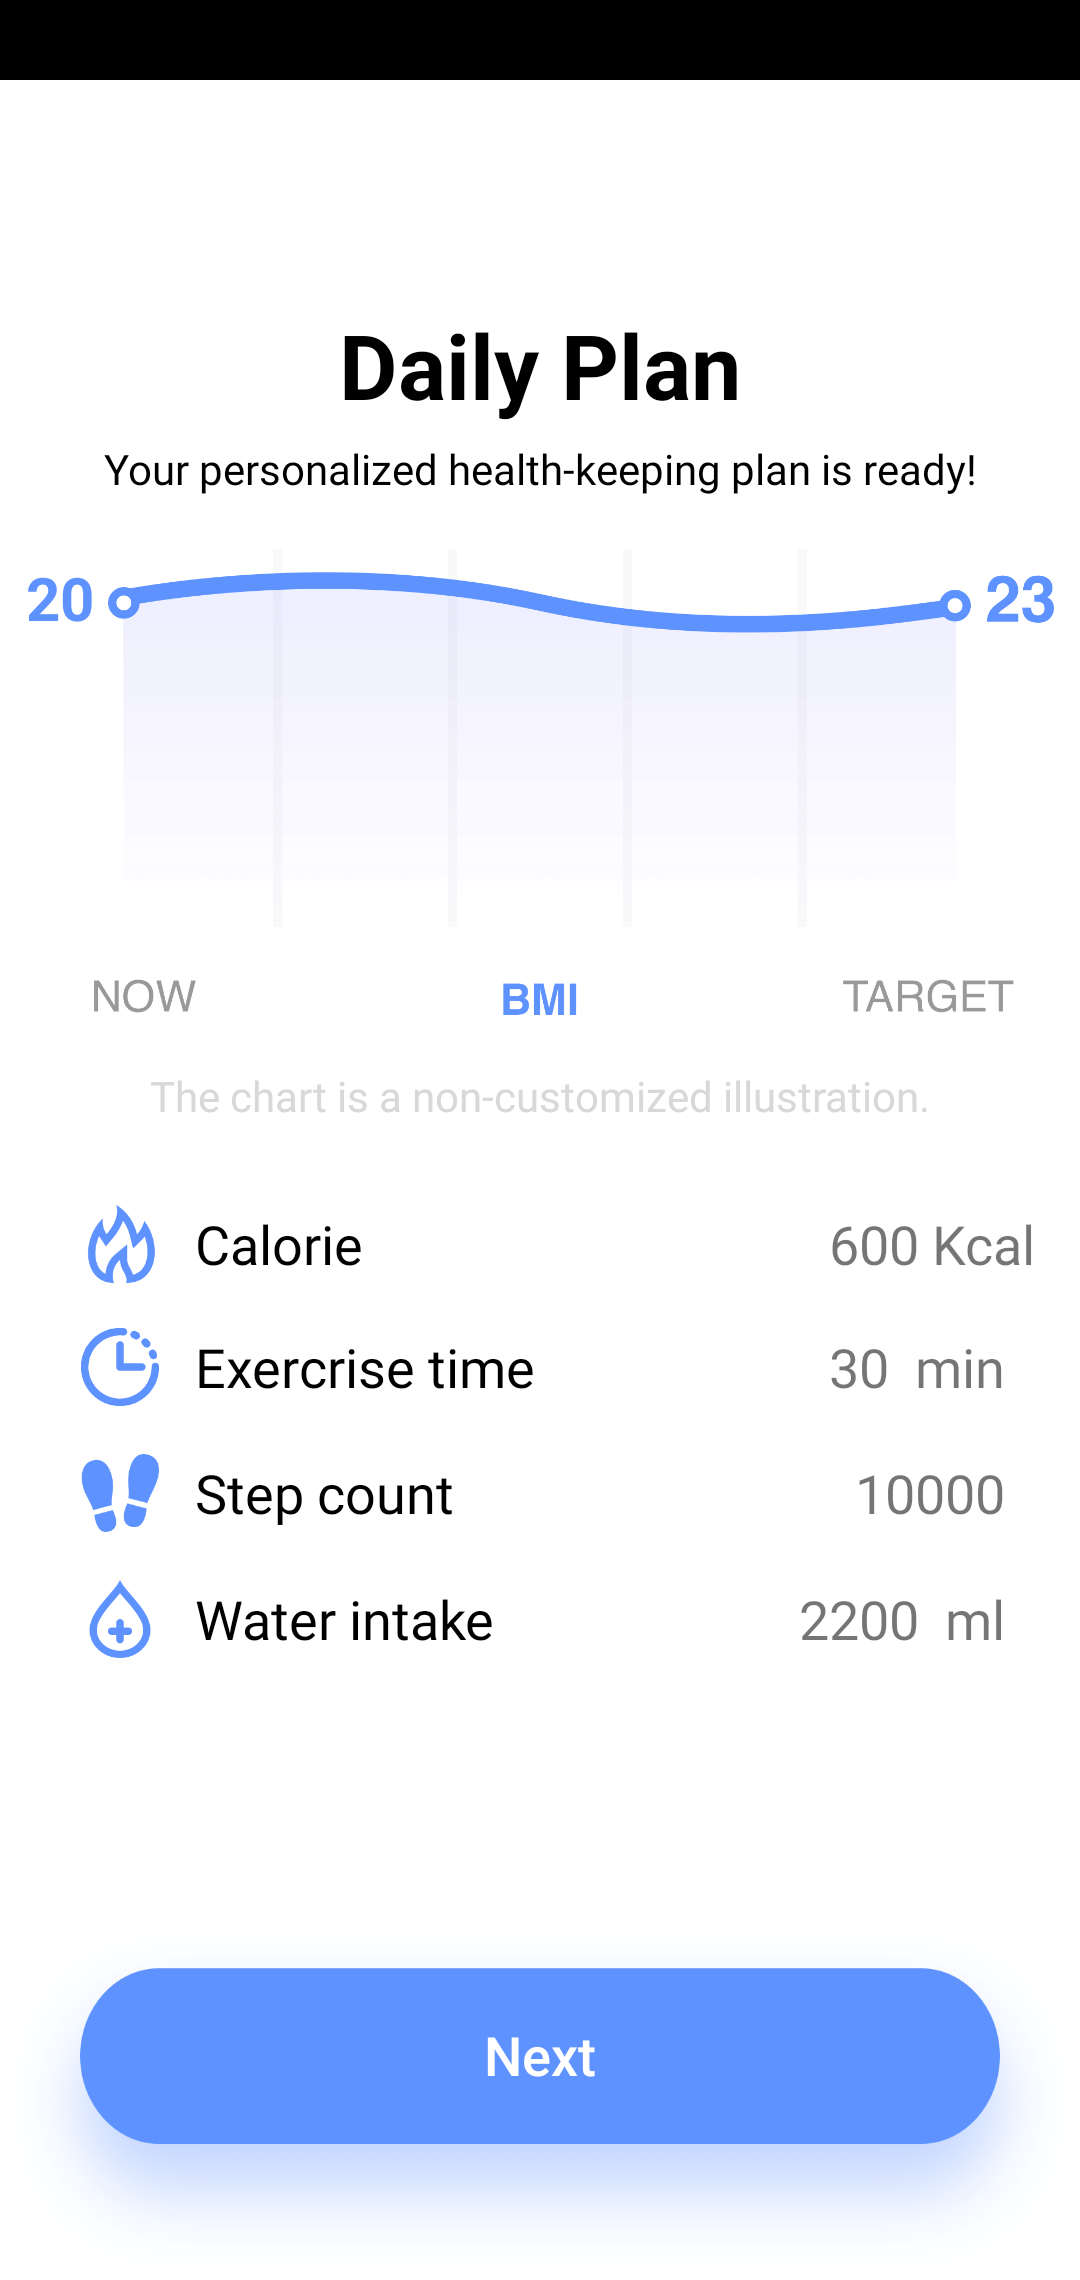 Daily Plan
Your personalized health-keeping plan is ready!
20 23
NOW BMI TARGET
The chart is a non-customized illustration.
Calorie 600 Kcal
Exercrise time 30 min
Step count 10000
Water intake 2200 ml
Next